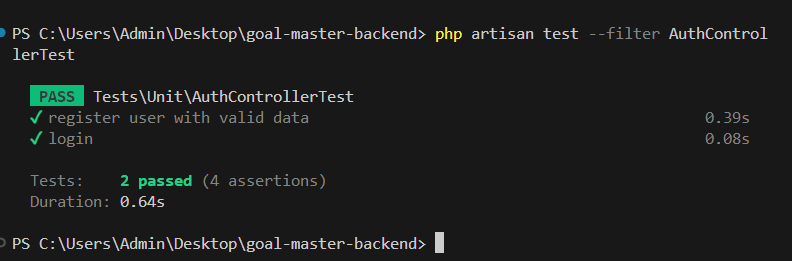 PS C:\Users\Admin\Desktop\goal-master-backend> php artisan test --filter AuthControl
lerTest
PASS Tests\Unit\AuthControllerTest
✓ register user with valid data 0.39s
✓ login 0.08s
Tests: 2 passed (4 assertions)
Duration: 0.64s
PS C:\Users\Admin\Desktop\goal-master-backend>